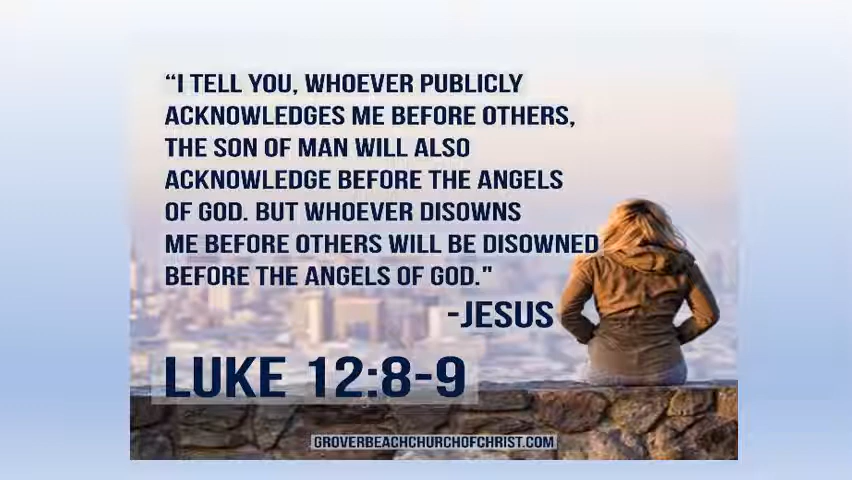 “I TELL YOU, WHOEVER PUBLICLY
ACKNOWLEDGES ME BEFORE OTHERS,
THE SON OF MAN WILL ALSO
ACKNOWLEDGE BEFORE THE ANGELS
OF GOD. BUT WHOEVER DISOWNS
ME BEFORE OTHERS WILL BE DISOWNED
BEFORE THE ANGELS OF GOD."
-JESUS
LUKE 12:8-9
GROVERBEACHCHURCHOFCHRIST.COM